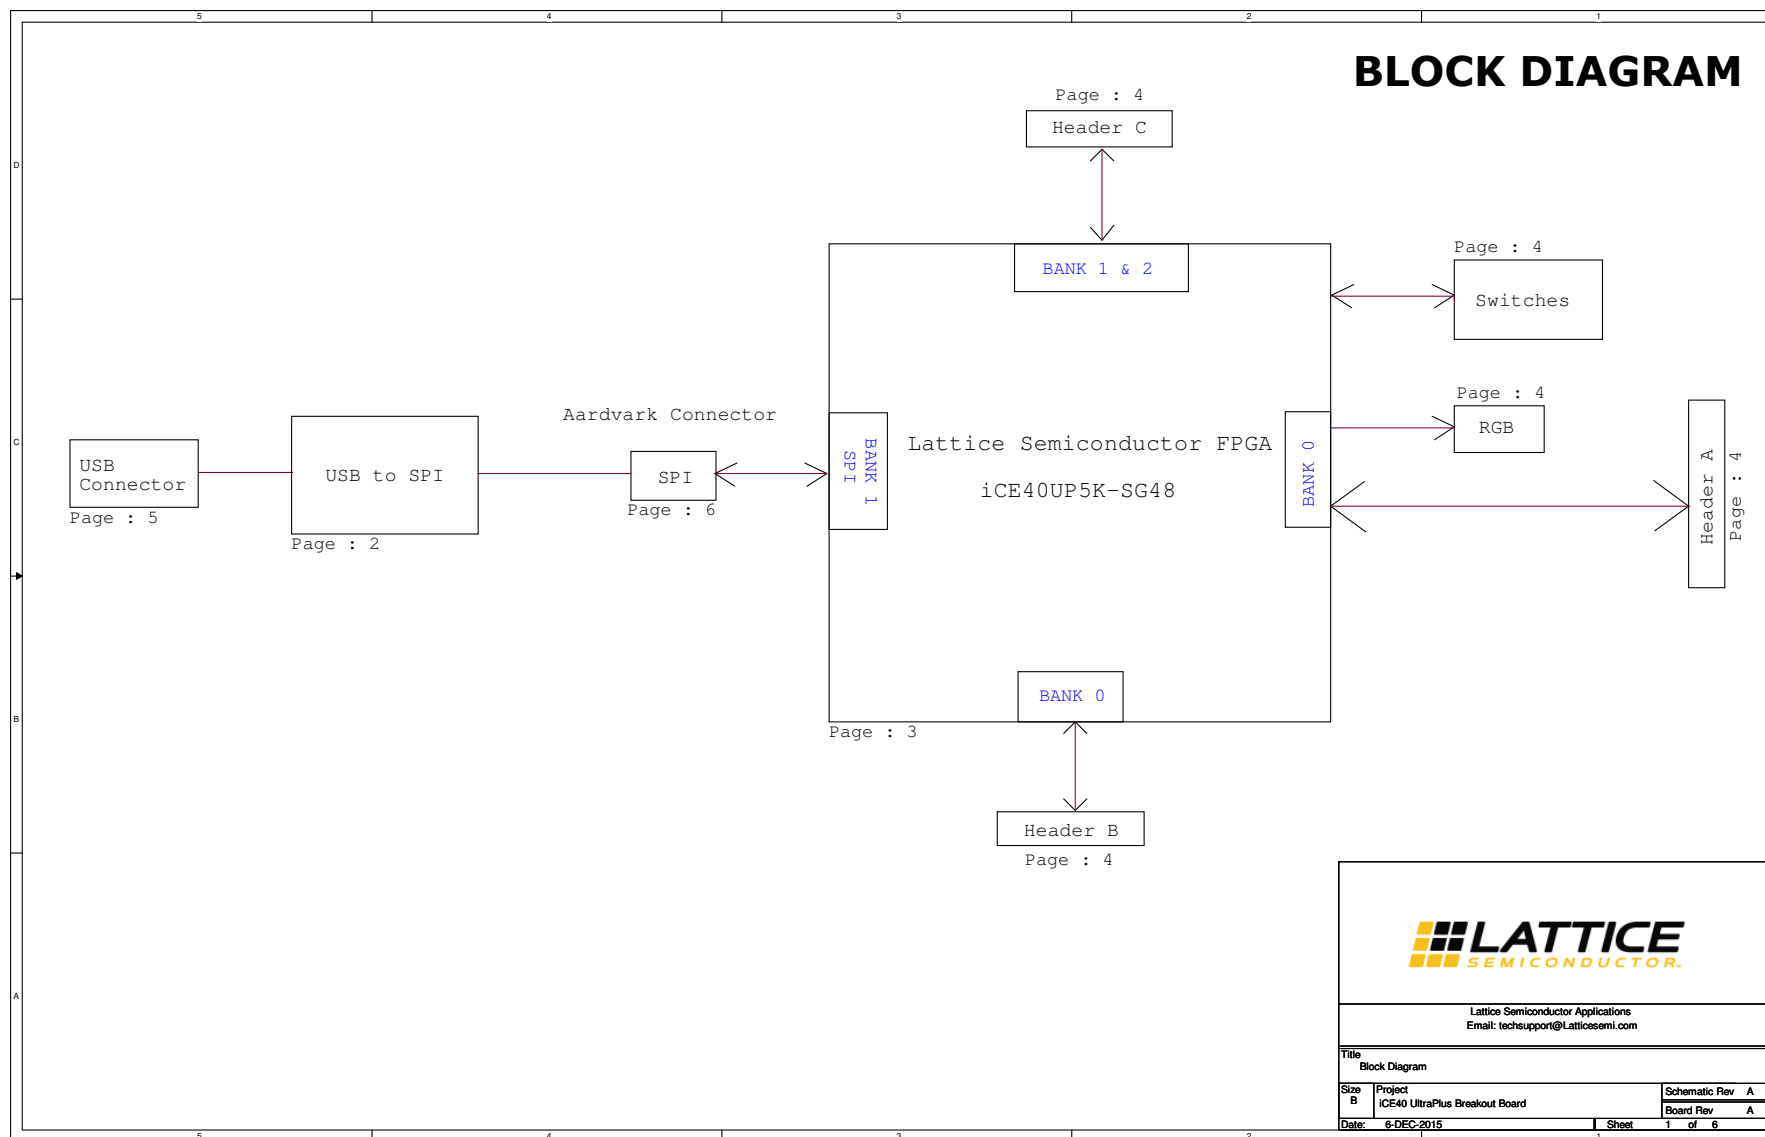 5
4
3
2
1
BLOCK DIAGRAM
Page : 4
Header C
D
BANK 1 & 2
Page : 4
Switches
Page : 4
RGB
Aardvark Connector
C
USB
Connector
Page : 5
USB to SPI
Page : 2
SPI
Page : 6
BANK 1
SPI
Lattice Semiconductor FPGA
iCE40UP5K-SG48
BANK 0
Header A
Page : 4
B
BANK 0
Page : 3
Header B
Page : 4
LATTICE
SEMICONDUCTOR™
A
Lattice Semiconductor Applications
Email: techsupport@Latticesemi.com
Title
Block Diagram
Size
B
Project
iCE40 UltraPlus Breakout Board
Schematic Rev A
Board Rev A
Date: 6-DEC-2015
Sheet 1 of 6
5
4
3
2
1